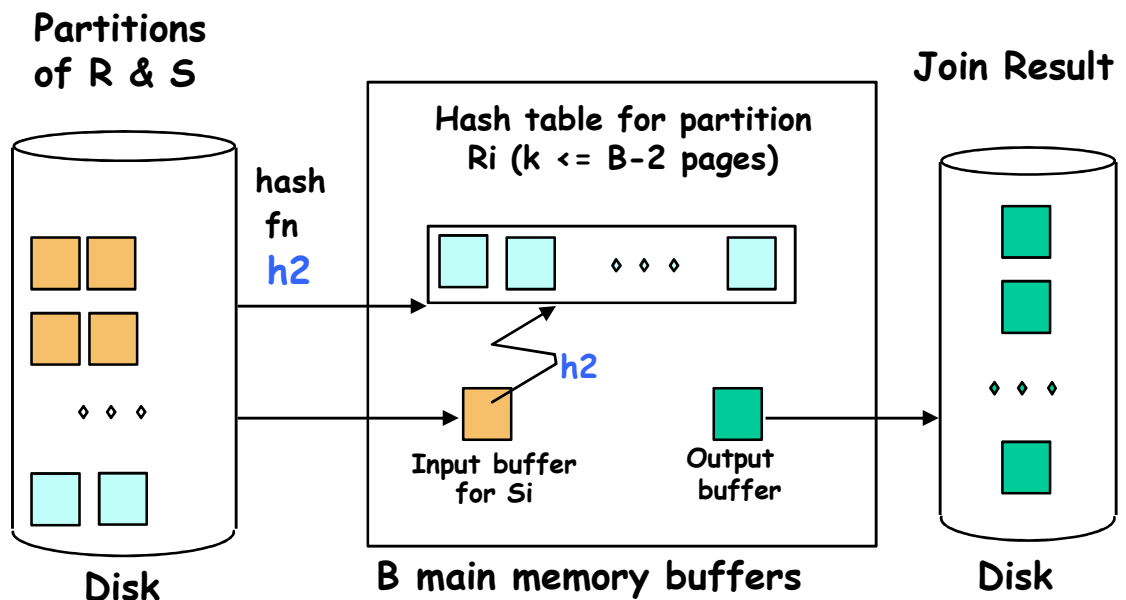 Partitions
of R & S
Join Result
Hash table for partition
Ri (k <= B-2 pages)
hash
fn
h2
h2
Input buffer
for Si
Output
buffer
Disk
B main memory buffers
Disk